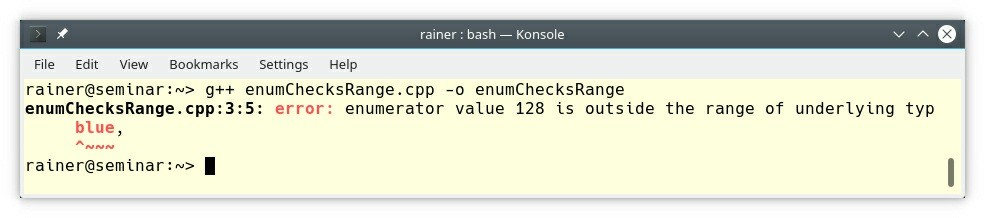 rainer : bash — Konsole
File Edit View Bookmarks Settings Help
rainer@seminar:~> g++ enumChecksRange.cpp -o enumChecksRange
enumChecksRange.cpp:3:5: error: enumerator value 128 is outside the range of underlying typ
blue,
^~~~
rainer@seminar:~>